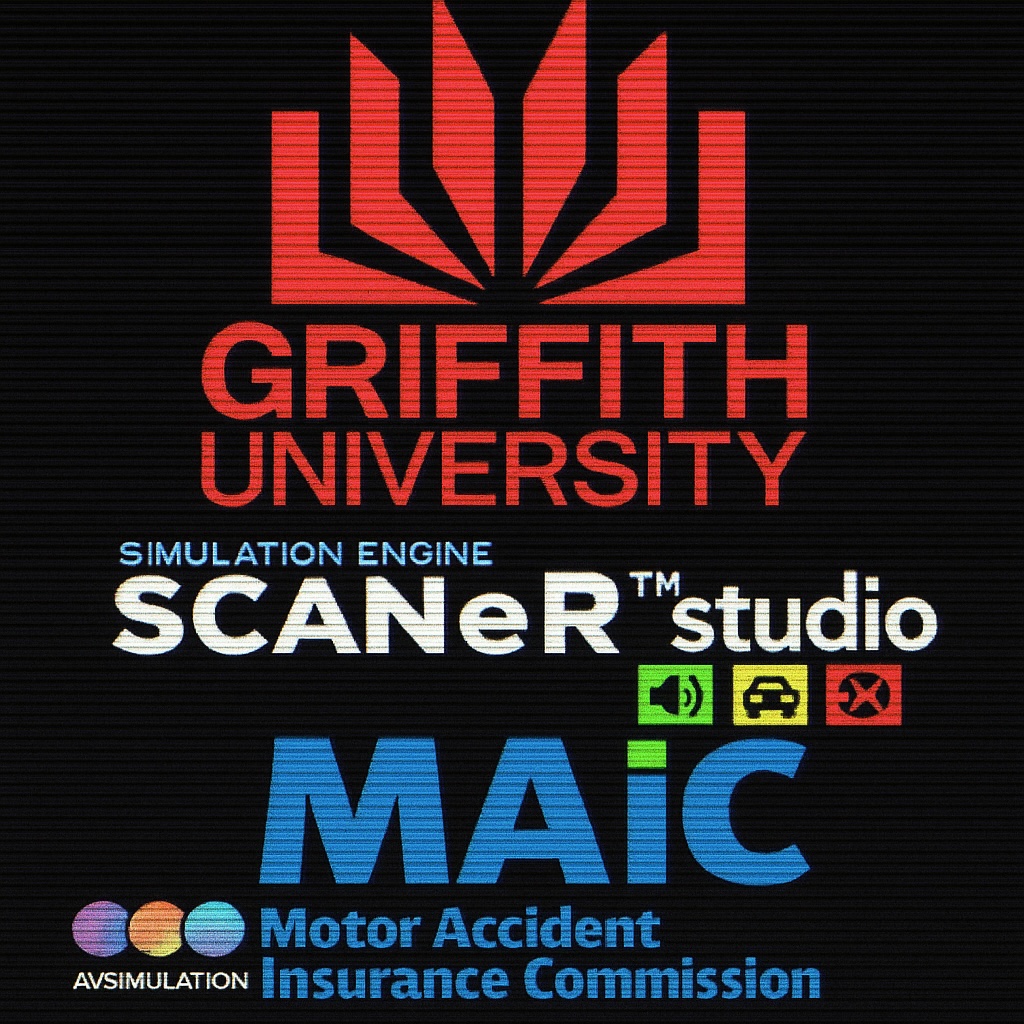 GRIFFITH
UNIVERSITY
SIMULATION ENGINE
SCANeR™studio
MAiC
Motor Accident
Insurance Commission
AVSIMULATION